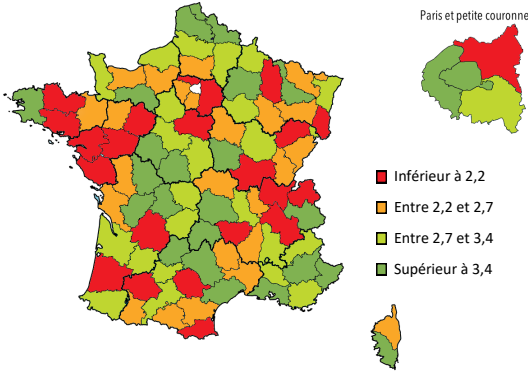 Paris et petite couronne
Inférieur à 2,2
Entre 2,2 et 2,7
Entre 2,7 et 3,4
Supérieur à 3,4